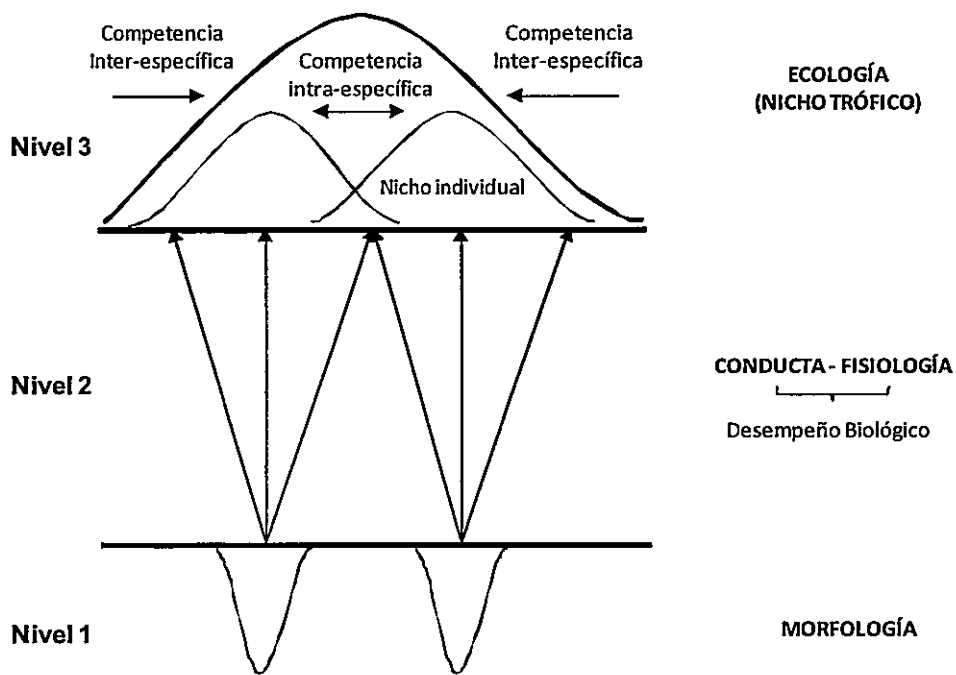 Competencia
Inter-específica
Competencia
intra-específica
Competencia
Inter-específica
ECOLOGÍA
(NICHO TRÓFICO)
Nivel 3
Nicho individual
Nivel 2
CONDUCTA - FISIOLOGÍA
Desempeño Biológico
Nivel 1
MORFOLOGÍA